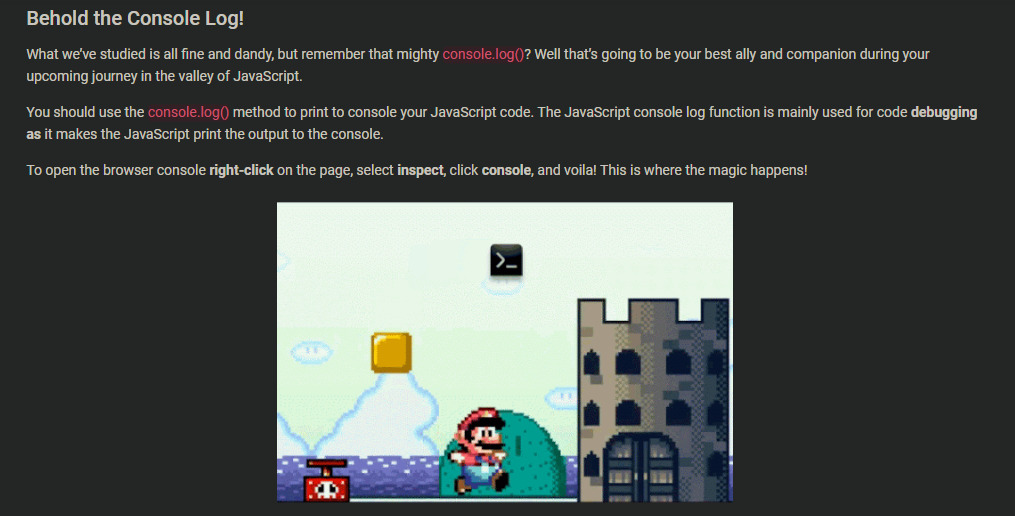 Behold the Console Log!
What we've studied is all fine and dandy, but remember that mighty console.log()? Well that's going to be your best ally and companion during your
upcoming journey in the valley of JavaScript.
You should use the console.log() method to print to console your JavaScript code. The JavaScript console log function is mainly used for code debugging
as it makes the JavaScript print the output to the console.
To open the browser console right-click on the page, select inspect, click console, and voila! This is where the magic happens!
>_